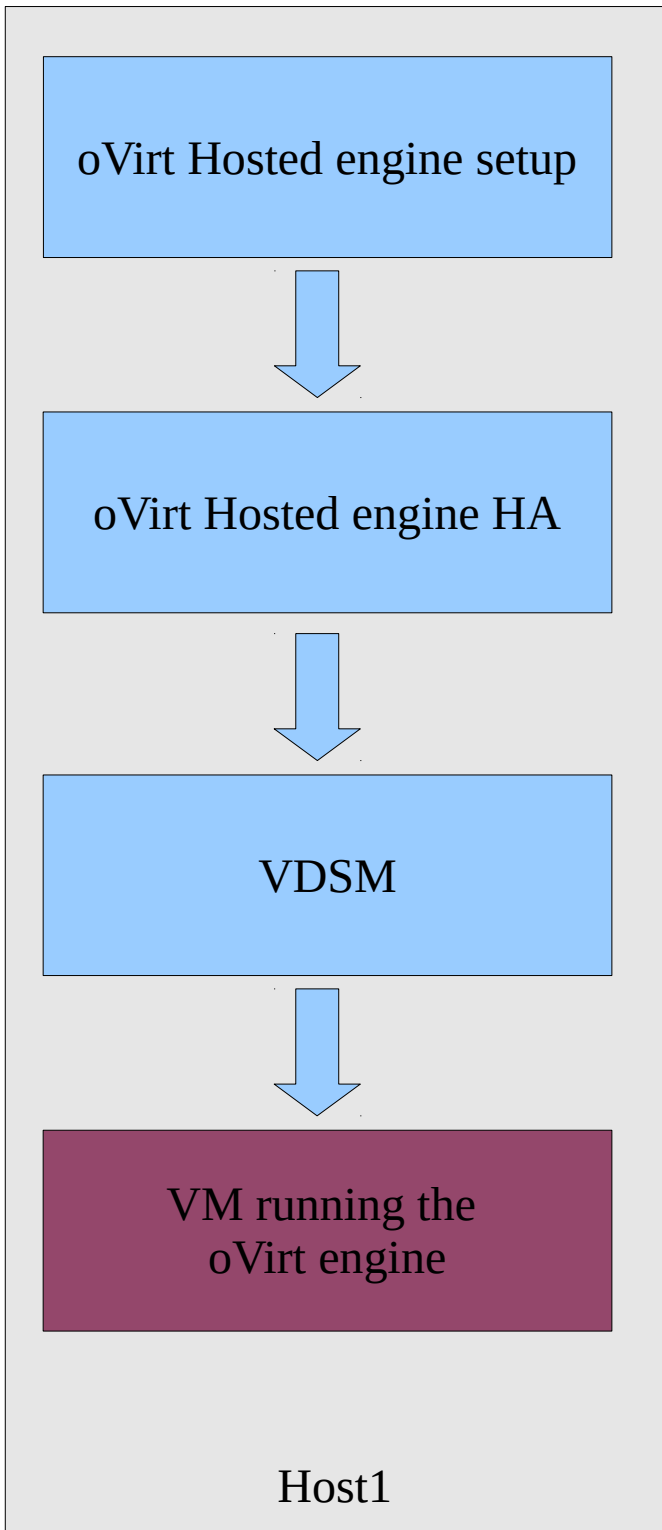 oVirt Hosted engine setup
oVirt Hosted engine HA
VDSM
VM running the
oVirt engine
Host1